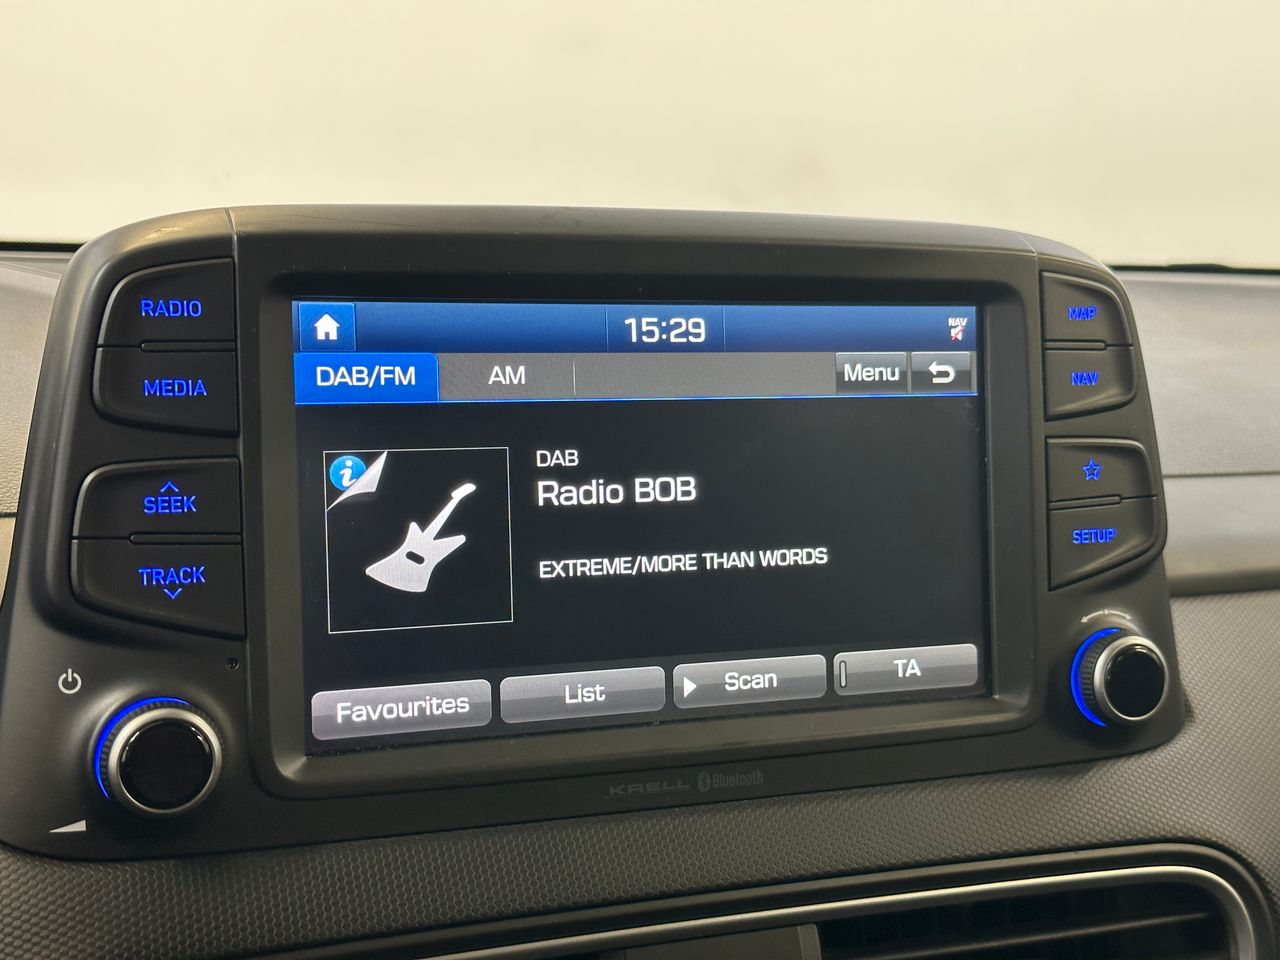 RADIO
MEDIA
SEEK
TRACK
15:29
NAV
DAB/FM
AM
Menu
i
DAB
Radio BOB
EXTREME/MORE THAN WORDS
Favourites
List
Scan
TA
MAP
NAV
SETUP
KRELL Bluetooth